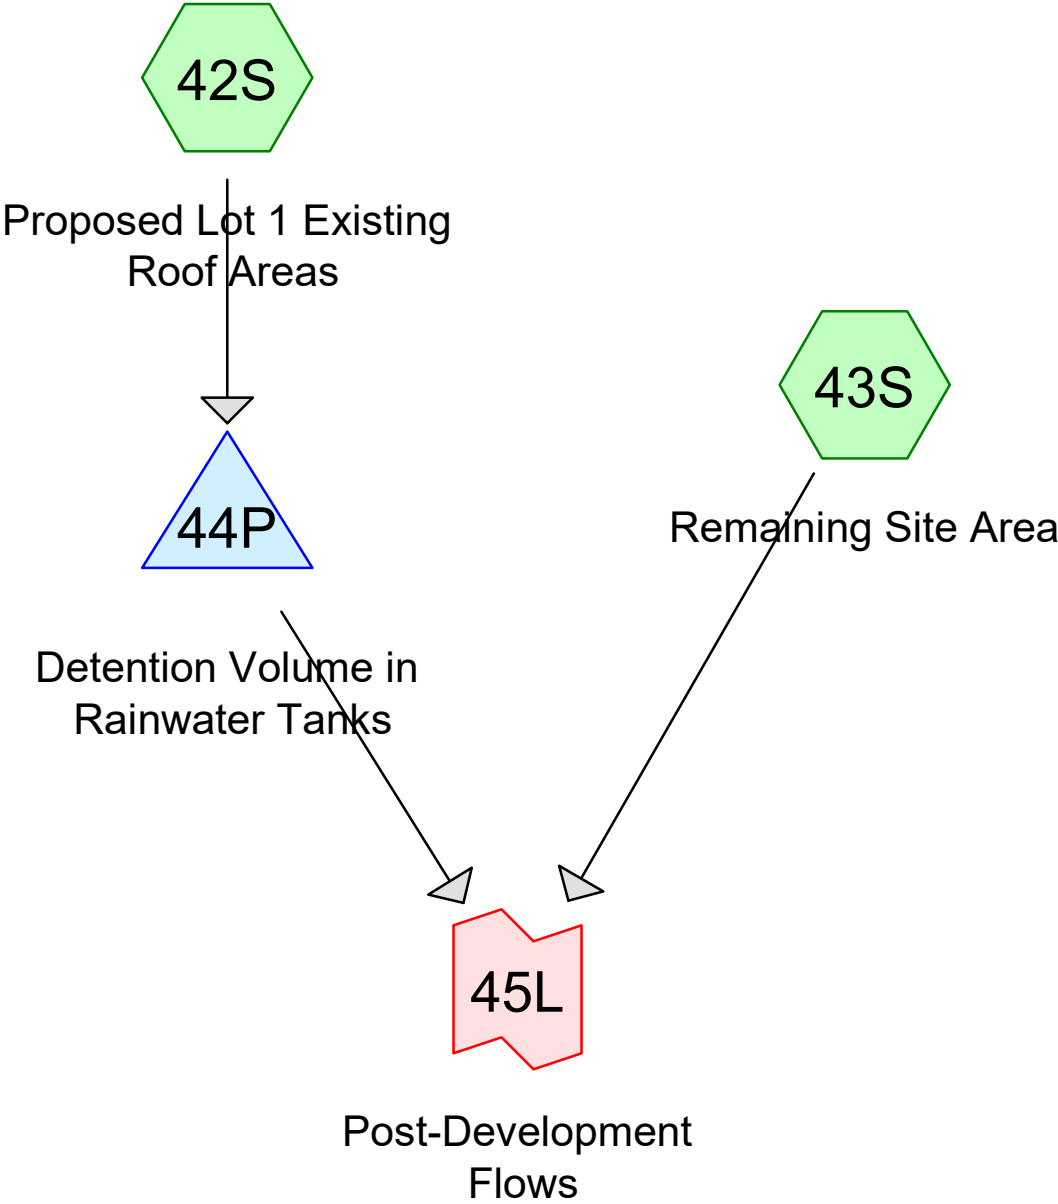 42S
Proposed Lot 1 Existing
Roof Areas
43S
44P
Remaining Site Area
Detention Volume in
Rainwater Tanks
45L
Post-Development
Flows